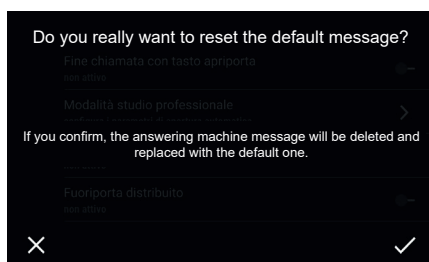 Do you really want to reset the default message?
Fine chiamata con tasto apriporta
non attivo
Modalità studio professionale
If you confirm, the answering machine message will be deleted and
replaced with the default one.
Fuoriporta distribuito
non attivo